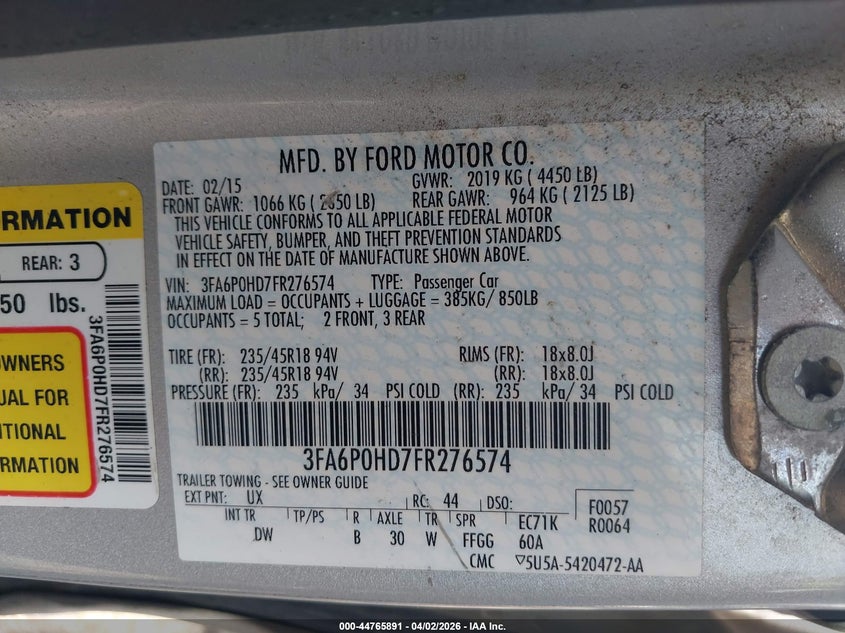 MFD. BY FORD MOTOR CO.
DATE: 02/15 GVWR: 2019 KG ( 4450 LB)
FRONT GAWR: 1066 KG ( 2350 LB) REAR GAWR: 964 KG ( 2125 LB)
THIS VEHICLE CONFORMS TO ALL APPLICABLE FEDERAL MOTOR
VEHICLE SAFETY, BUMPER, AND THEFT PREVENTION STANDARDS
IN EFFECT ON THE DATE OF MANUFACTURE SHOWN ABOVE.
VIN: 3FA6P0HD7FR276574 TYPE: Passenger Car
MAXIMUM LOAD = OCCUPANTS + LUGGAGE = 385KG/ 850LB
OCCUPANTS = 5 TOTAL; 2 FRONT, 3 REAR
TIRE (FR): 235/45R18 94V RIMS (FR): 18x8.0J
(RR): 235/45R18 94V (RR): 18x8.0J
PRESSURE (FR): 235 kPa/ 34 PSI COLD (RR): 235 kPa/ 34 PSI COLD
3FA6P0HD7FR276574
TRAILER TOWING - SEE OWNER GUIDE
EXT PNT: UX RC: 44 DSO: F0057
INT TR TP/PS R AXLE TR SPR EC71K R0064
DW B 30 W FFGG 60A
CMC ▽5U5A-5420472-AA
RMATION
REAR: 3
50 lbs.
OWNERS
UAL FOR
ITIONAL
RMATION
3FA6P0HD7FR276574
000-44765891 - 04/02/2026 - IAA Inc.